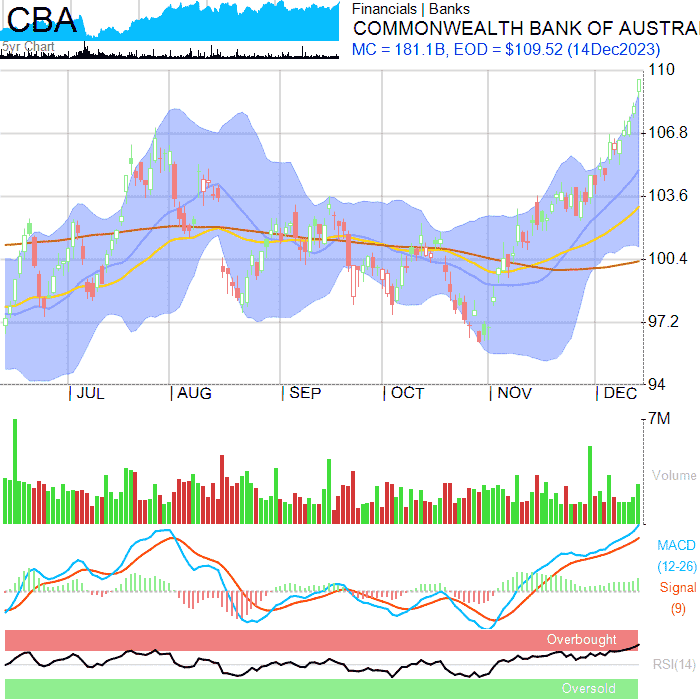 CBA
5yr Chart
Financials | Banks
COMMONWEALTH BANK OF AUSTRA
MC = 181.1B, EOD = $109.52 (14Dec2023)
110
106.8
103.6
100.4
97.2
94
JUL AUG SEP OCT NOV DEC
7M
Volume
MACD
(12-26)
Signal
(9)
Overbought
RSI(14)
Oversold